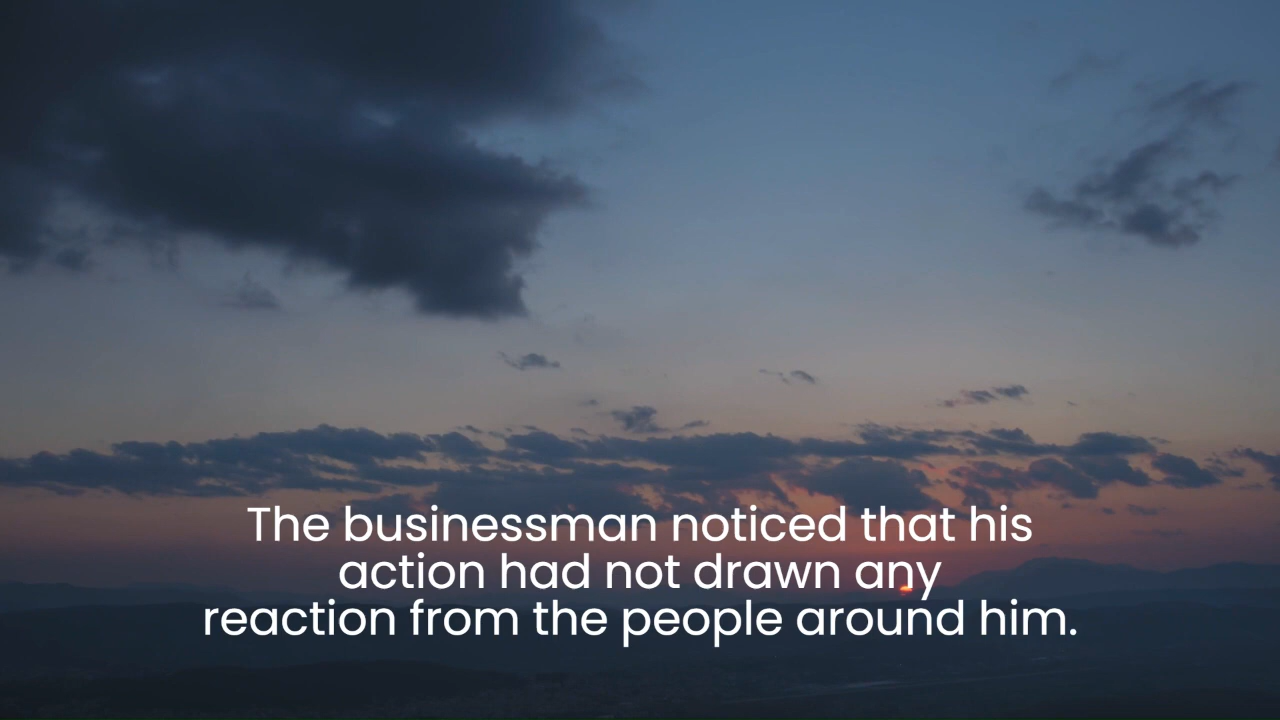 The businessman noticed that his
action had not drawn any
reaction from the people around him.